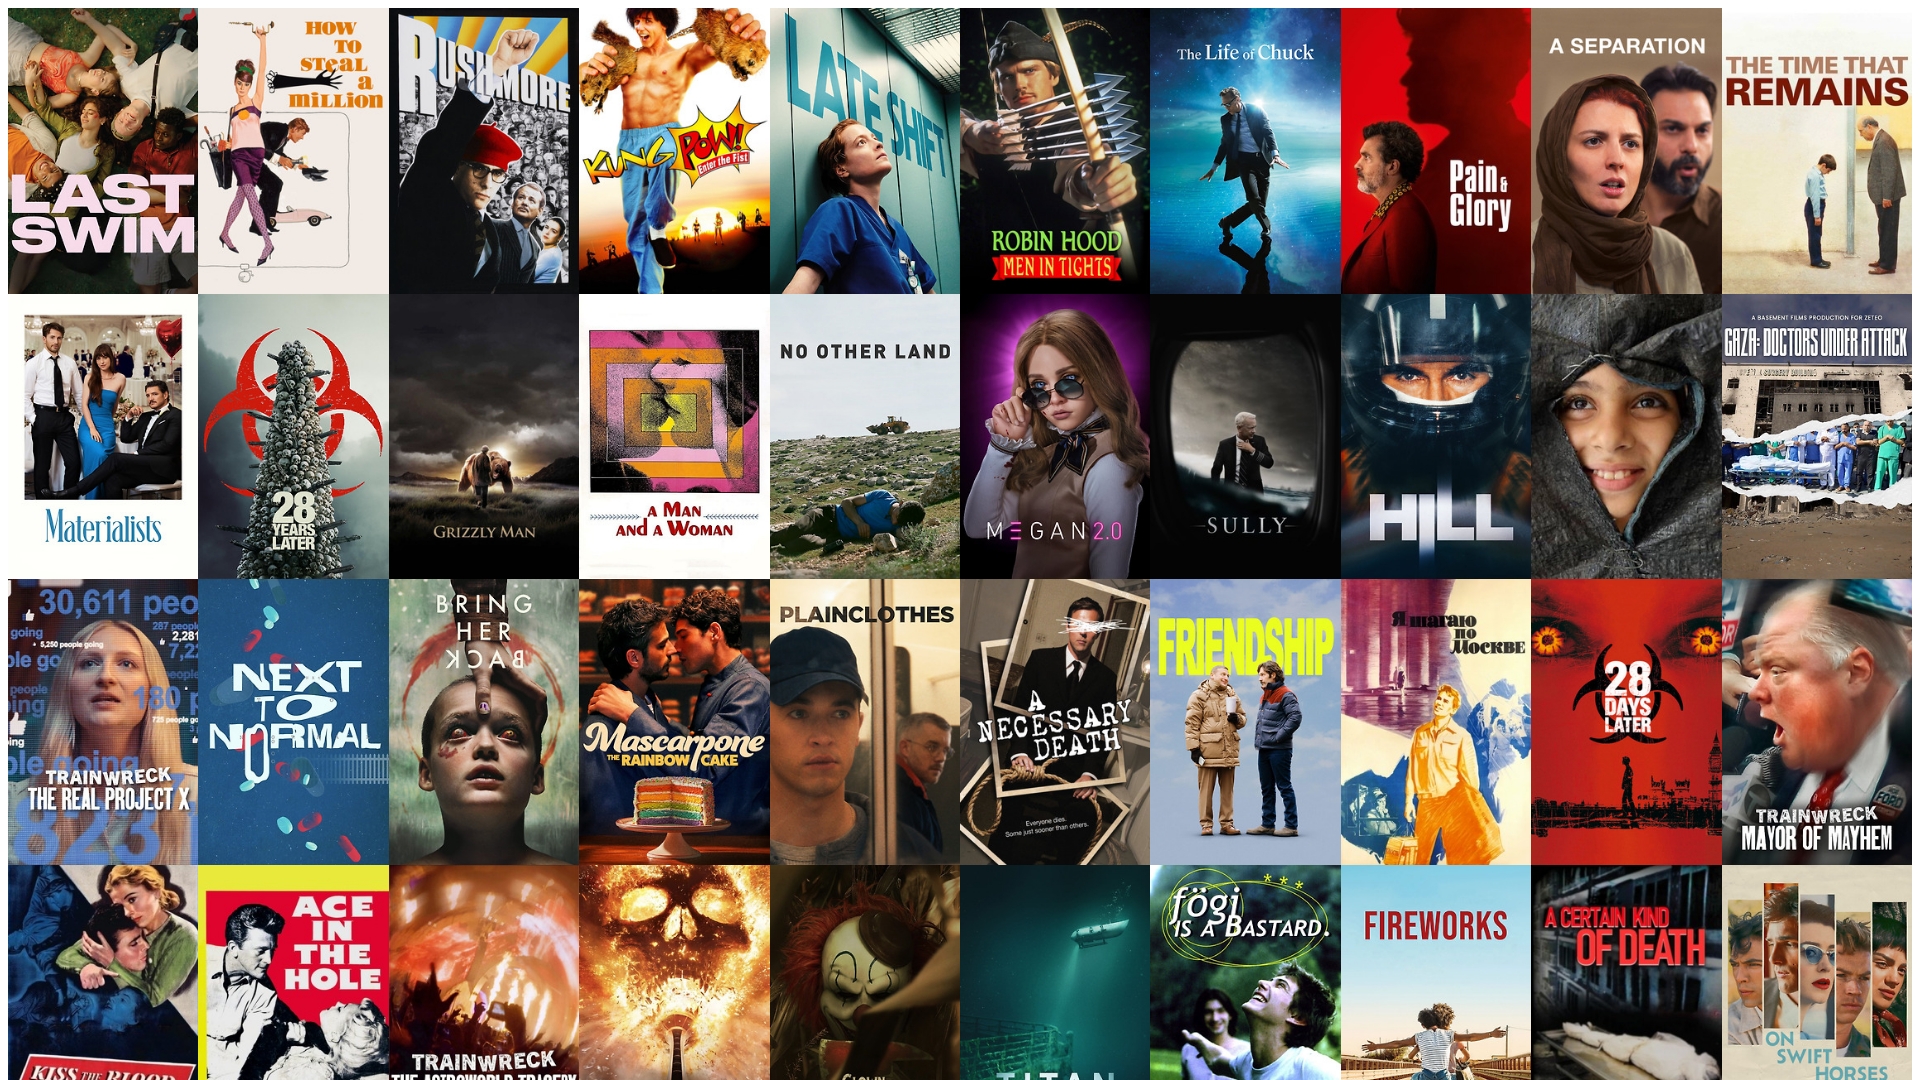 LAST
SWIM
HOW
TO
STEAL
a
million
RUSHMORE
KUNG POW!
Enter the Fist
LATE SHIFT
ROBIN HOOD
MEN IN TIGHTS
The Life of Chuck
Pain &
Glory
A SEPARATION
THE TIME THAT
REMAINS
Materialists
28
YEARS
LATER
GRIZZLY MAN
a MaN
aNd a WOMaN
NO OTHER LAND
MƎGAN 2.0
SULLY
HILL
A BASEMENT FILMS PRODUCTION FOR ZETEO
GAZA: DOCTORS UNDER ATTACK
30,611 peo
going
287 people
5,250 people going
2,281
ple go
7,22
people
180 p
725 people go
ple going
TRAINWRECK
THE REAL PROJECT X
823
NEXT
TO
NORMAL
BRING
HER
BACK
Mascarpone
THE RAINBOW CAKE
PLAINCLOTHES
A
NECESSARY
DEATH
Everyone dies.
Some just sooner than others.
FRIENDSHIP
Я шагаю
по
Москве
28
DAYS
LATER
FORD
TRAINWRECK
MAYOR OF MAYHEM
KISS THE BLOOD
ACE
IN
THE
HOLE
TRAINWRECK
THE ASTROWORLD TRAGEDY
CLOWN
TITAN
fögi
IS A BASTARD.
FIREWORKS
A CERTAIN KIND
OF DEATH
ON
SWIFT
HORSES